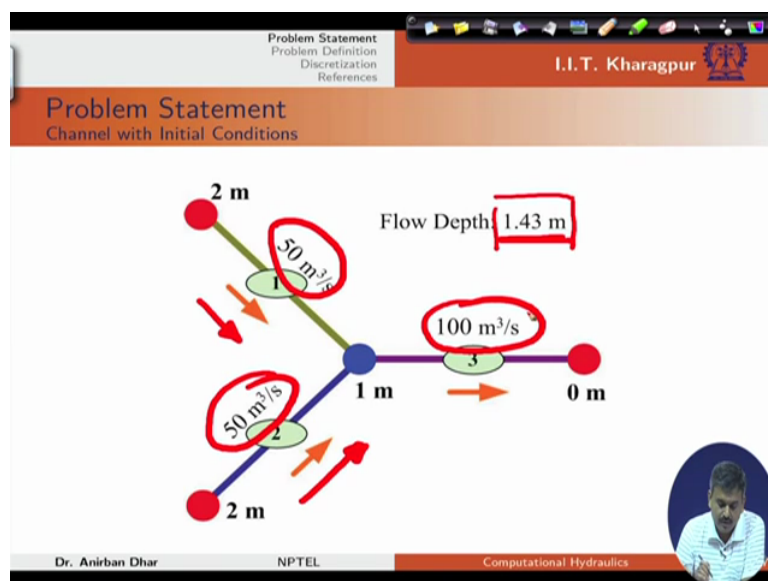 Problem Statement
Problem Definition
Discretization
References
I.I.T. Kharagpur
Problem Statement
Channel with Initial Conditions
2 m
Flow Depth: 1.43 m
50 m³/s
1
100 m³/s
3
1 m
0 m
50 m³/s
2
2 m
Dr. Anirban Dhar
NPTEL
Computational Hydraulics